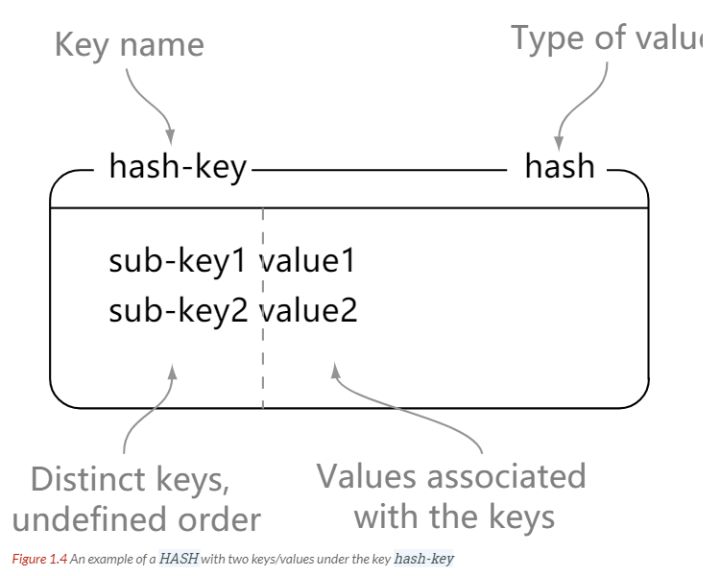 Key name
Type of valu
hash-key
hash
sub-key1 value1
sub-key2 value2
Distinct keys,
undefined order
Values associated
with the keys
Figure 1.4 An example of a HASH with two keys/values under the key hash-key